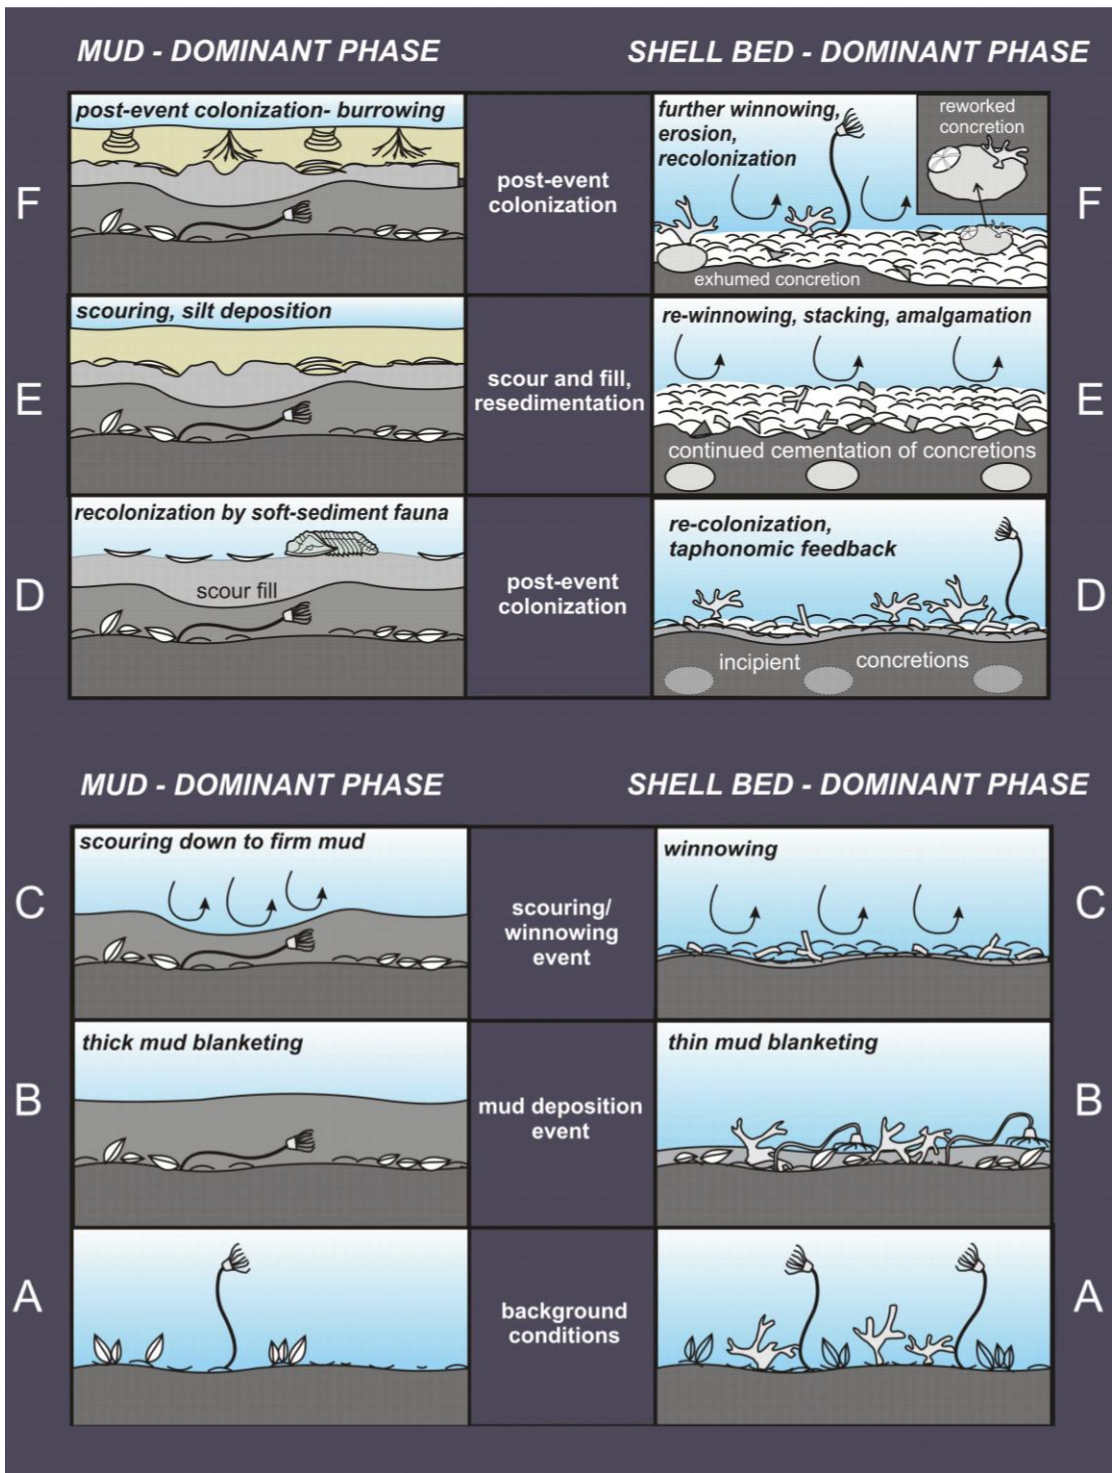 MUD - DOMINANT PHASE
SHELL BED - DOMINANT PHASE
F
post-event colonization- burrowing
post-event
colonization
further winnowing,
erosion,
recolonization
reworked
concretion
exhumed concretion
F
E
scouring, silt deposition
scour and fill,
resedimentation
re-winnowing, stacking, amalgamation
continued cementation of concretions
E
D
recolonization by soft-sediment fauna
scour fill
post-event
colonization
re-colonization,
taphonomic feedback
incipient concretions
D
MUD - DOMINANT PHASE
SHELL BED - DOMINANT PHASE
C
scouring down to firm mud
scouring/
winnowing
event
winnowing
C
B
thick mud blanketing
mud deposition
event
thin mud blanketing
B
A
background
conditions
A